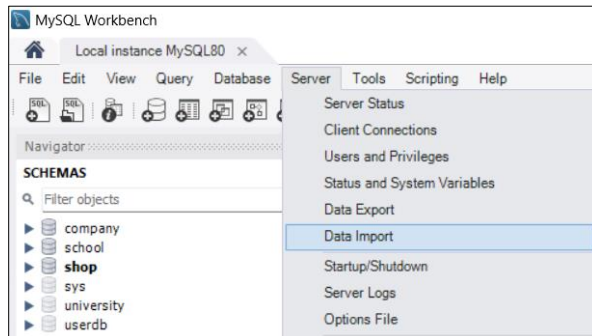 MySQL Workbench
Local instance MySQL80 ×
File Edit View Query Database Server Tools Scripting Help
SQL SQL
Navigator
SCHEMAS
Filter objects
company
school
shop
sys
university
userdb
Server Status
Client Connections
Users and Privileges
Status and System Variables
Data Export
Data Import
Startup/Shutdown
Server Logs
Options File